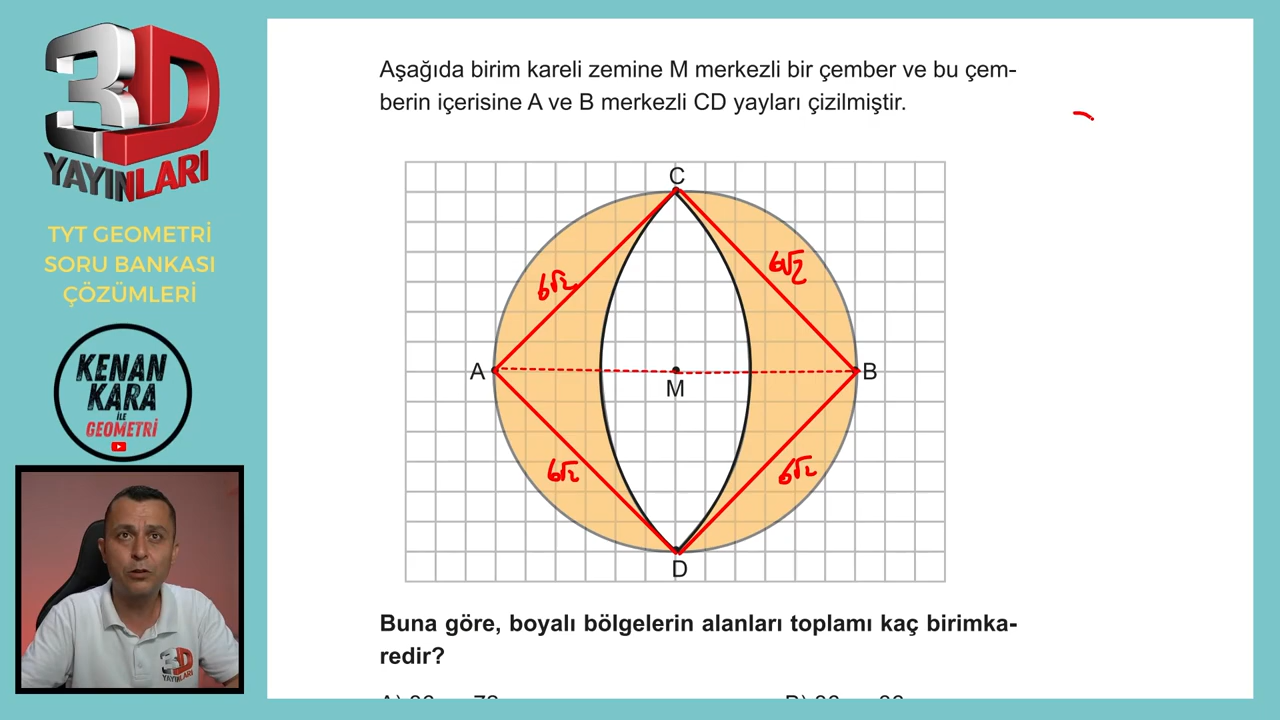 3D
YAYINLARI
TYT GEOMETRİ
SORU BANKASI
ÇÖZÜMLERİ
KENAN
KARA
İLE
GEOMETRİ
3D
YAYINLARI
Aşağıda birim kareli zemine M merkezli bir çember ve bu çem-
berin içerisine A ve B merkezli CD yayları çizilmiştir.
C
6√2
6√2
A
M
B
6√2
6√2
D
Buna göre, boyalı bölgelerin alanları toplamı kaç birimka-
redir?